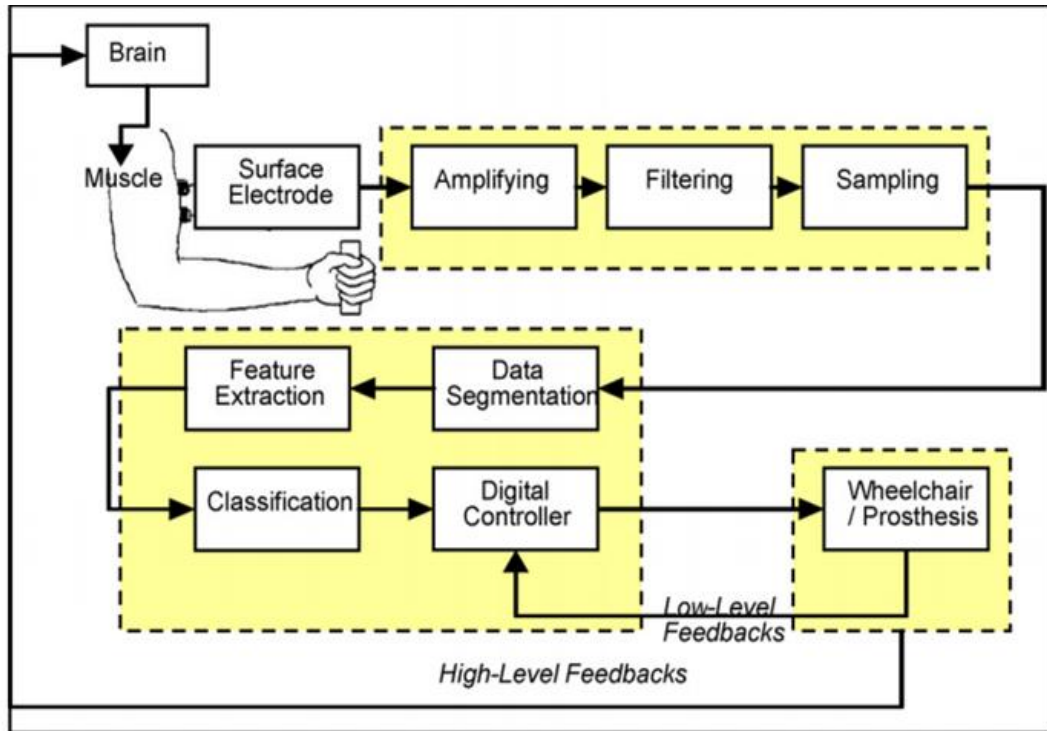 Brain
Muscle
Surface
Electrode
Amplifying
Filtering
Sampling
Feature
Extraction
Data
Segmentation
Classification
Digital
Controller
Wheelchair
/ Prosthesis
Low-Level
Feedbacks
High-Level Feedbacks